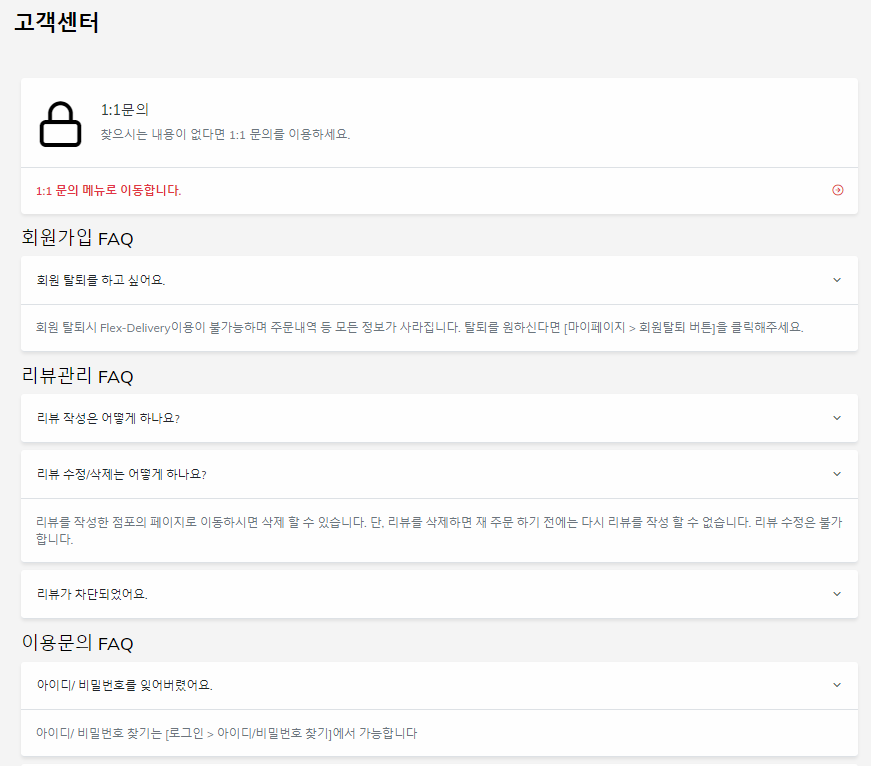 고객센터
1:1문의
찾으시는 내용이 없다면 1:1 문의를 이용하세요.
1:1 문의 메뉴로 이동합니다.
회원가입 FAQ
회원 탈퇴를 하고 싶어요.
회원 탈퇴시 Flex-Delivery이용이 불가능하며 주문내역 등 모든 정보가 사라집니다. 탈퇴를 원하신다면 [마이페이지 > 회원탈퇴 버튼]을 클릭해주세요.
리뷰관리 FAQ
리뷰 작성은 어떻게 하나요?
리뷰 수정/삭제는 어떻게 하나요?
리뷰를 작성한 점포의 페이지로 이동하시면 삭제 할 수 있습니다. 단, 리뷰를 삭제하면 재 주문 하기 전에는 다시 리뷰를 작성 할 수 없습니다. 리뷰 수정은 불가
합니다.
리뷰가 차단되었어요.
이용문의 FAQ
아이디/ 비밀번호를 잊어버렸어요.
아이디/ 비밀번호 찾기는 [로그인 > 아이디/비밀번호 찾기]에서 가능합니다